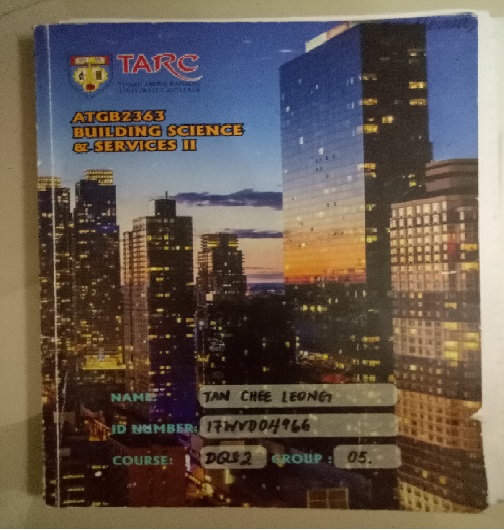 TARC
TUNKU ABDUL RAHMAN
UNIVERSITY COLLEGE
ATGB2363
BUILDING SCIENCE
& SERVICES II
NAME: TAN CHEE LEONG
ID NUMBER: 17WVD04966
COURSE: DQS2 GROUP : 05.